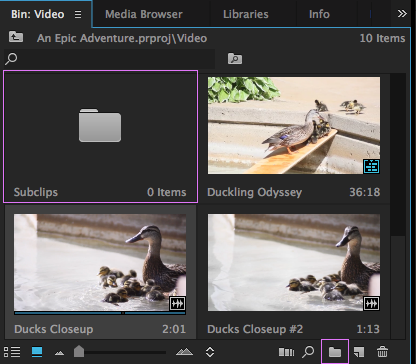 Bin: Video Media Browser Libraries Info
An Epic Adventure.prproj\Video 10 Items
Subclips 0 Items Duckling Odyssey 36:18
Ducks Closeup 2:01 Ducks Closeup #2 1:13